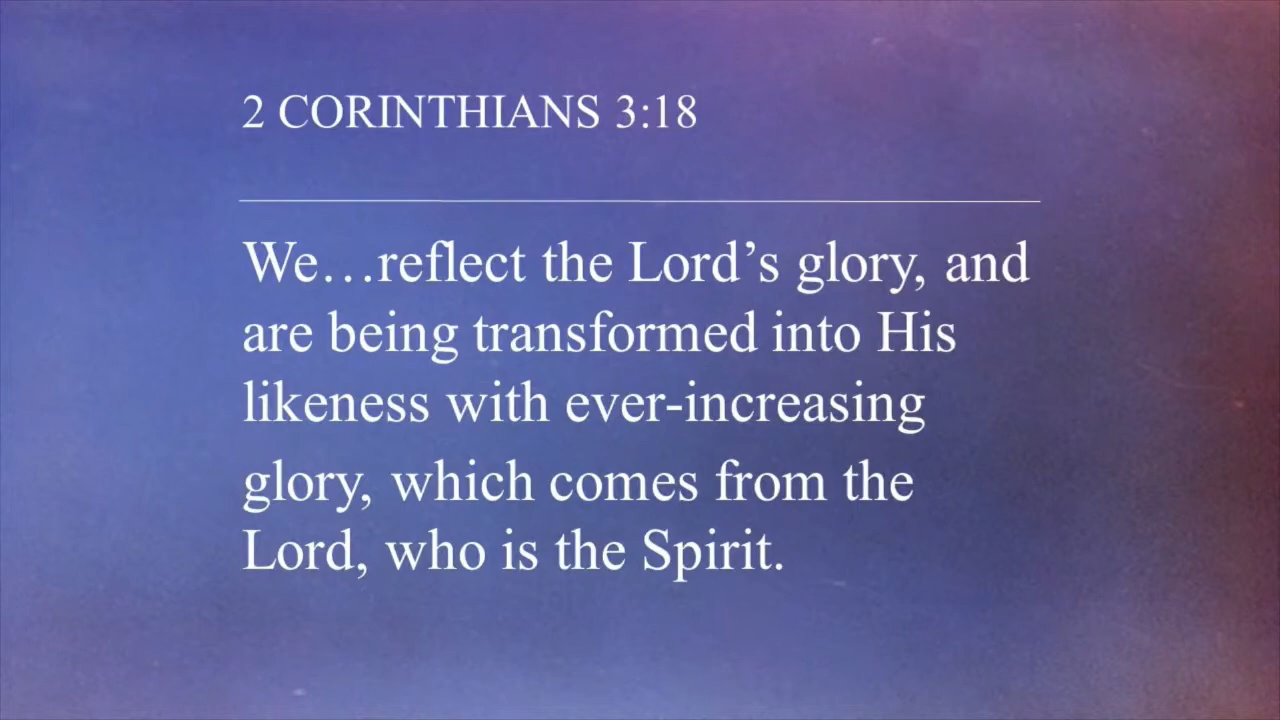 2 CORINTHIANS 3:18
We…reflect the Lord’s glory, and
are being transformed into His
likeness with ever-increasing
glory, which comes from the
Lord, who is the Spirit.